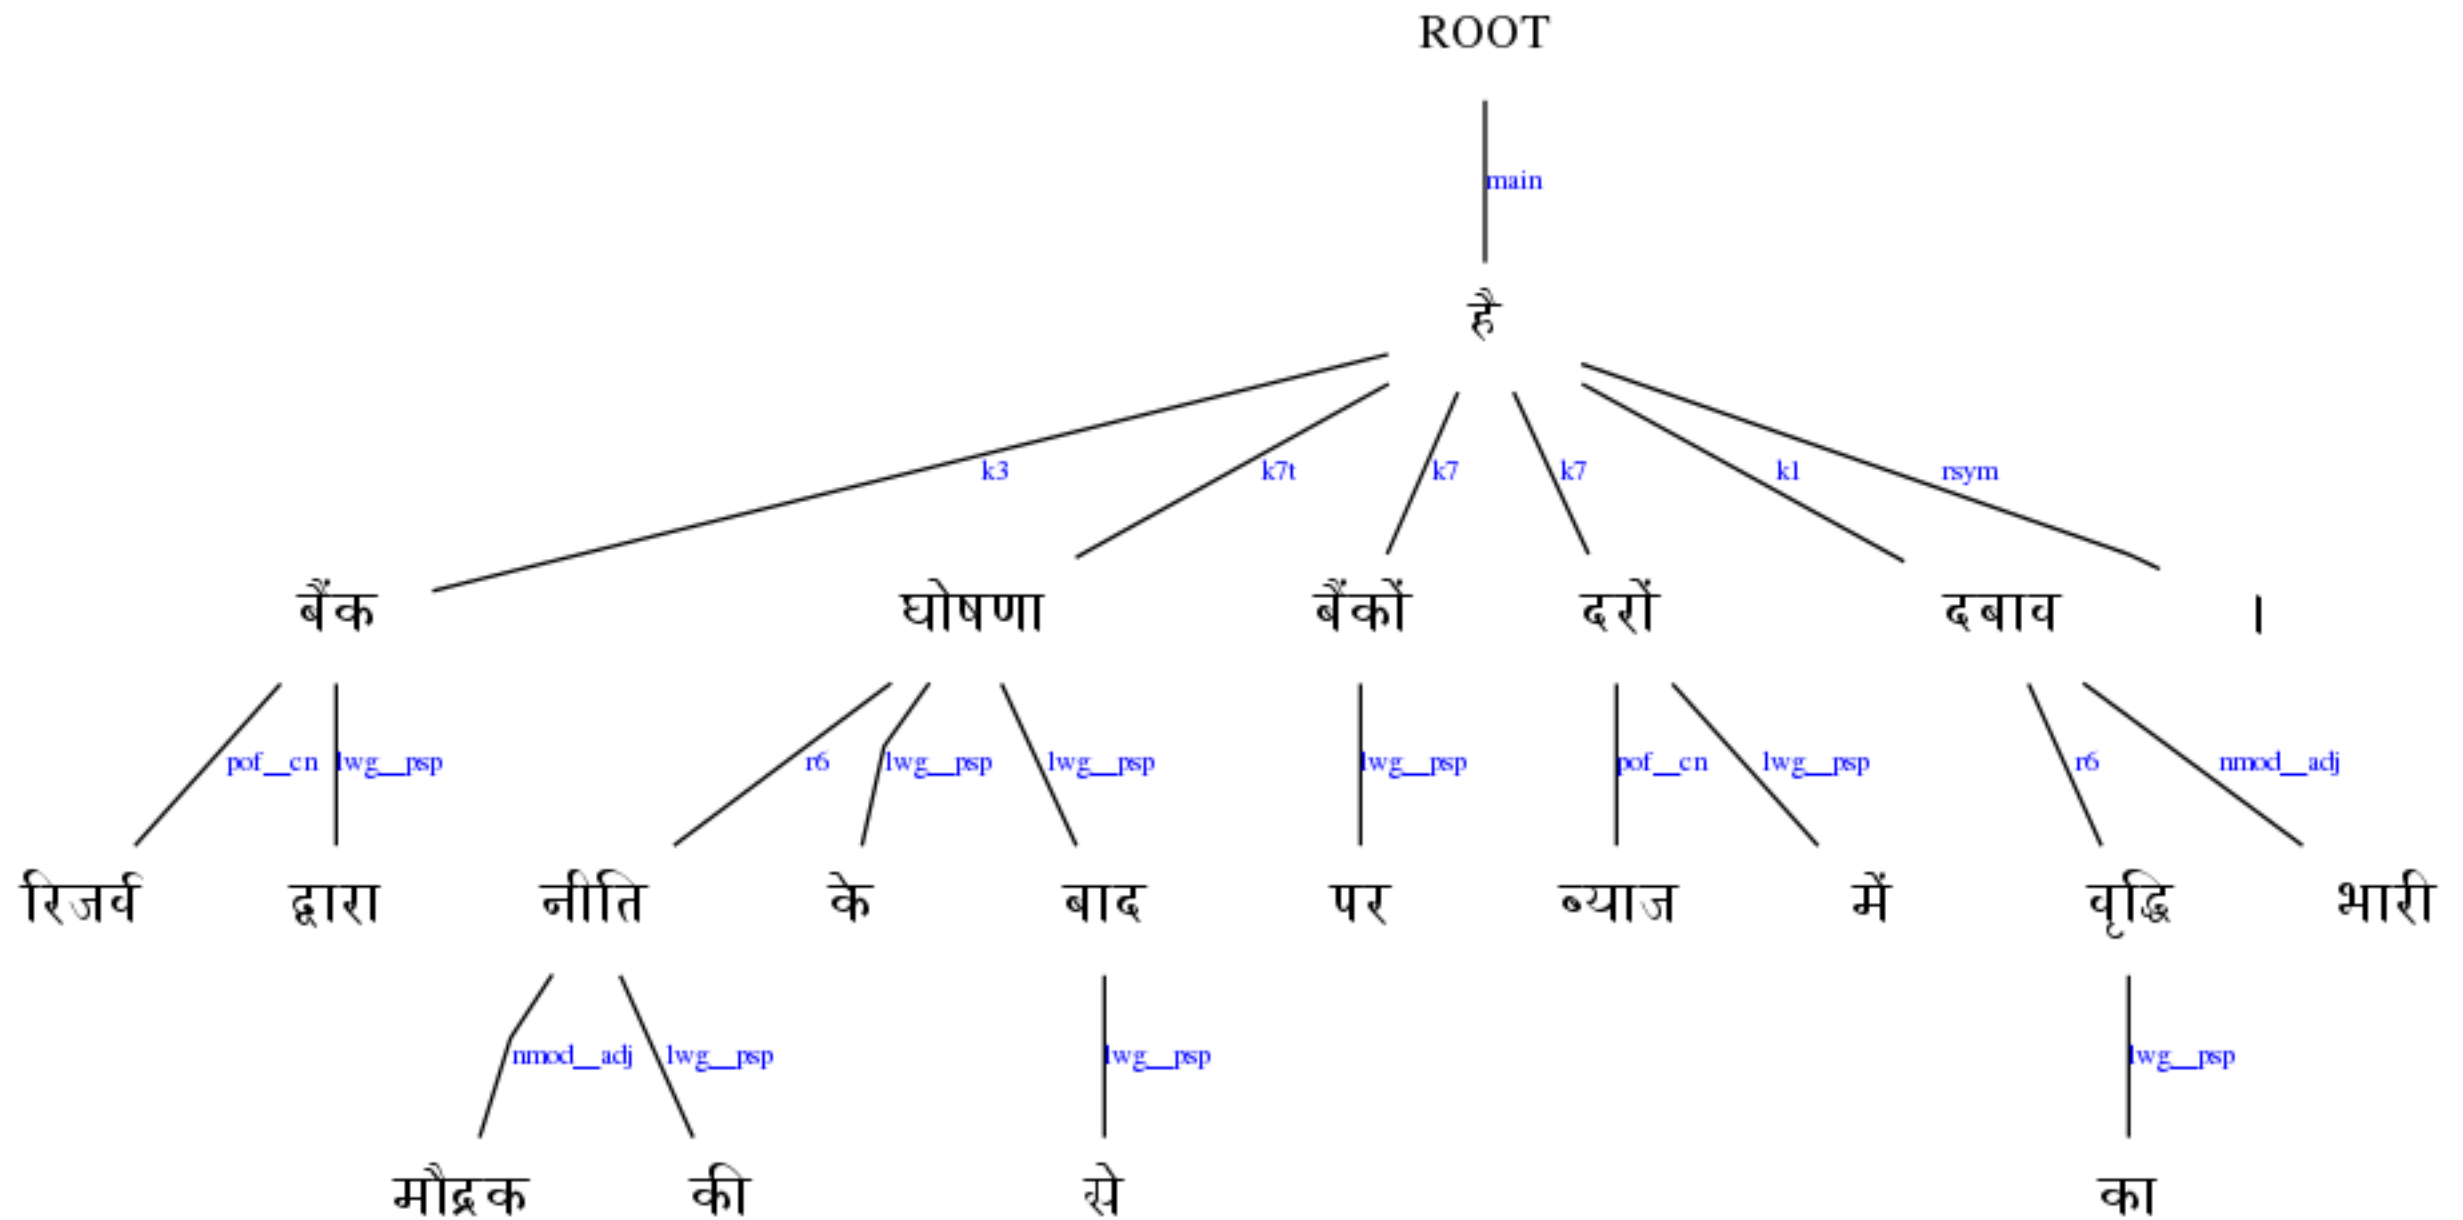 ROOT
main
है
k3 k7t k7 k7 k1 rsym
बैंक घोषणा बैंकों दरों दबाव ।
pof__cn lwg__psp r6 lwg__psp lwg__psp lwg__psp pof__cn lwg__psp r6 nmod__adj
रिजर्व द्वारा नीति के बाद पर ब्याज में वृद्धि भारी
nmod__adj lwg__psp lwg__psp lwg__psp
मौद्रक की से का